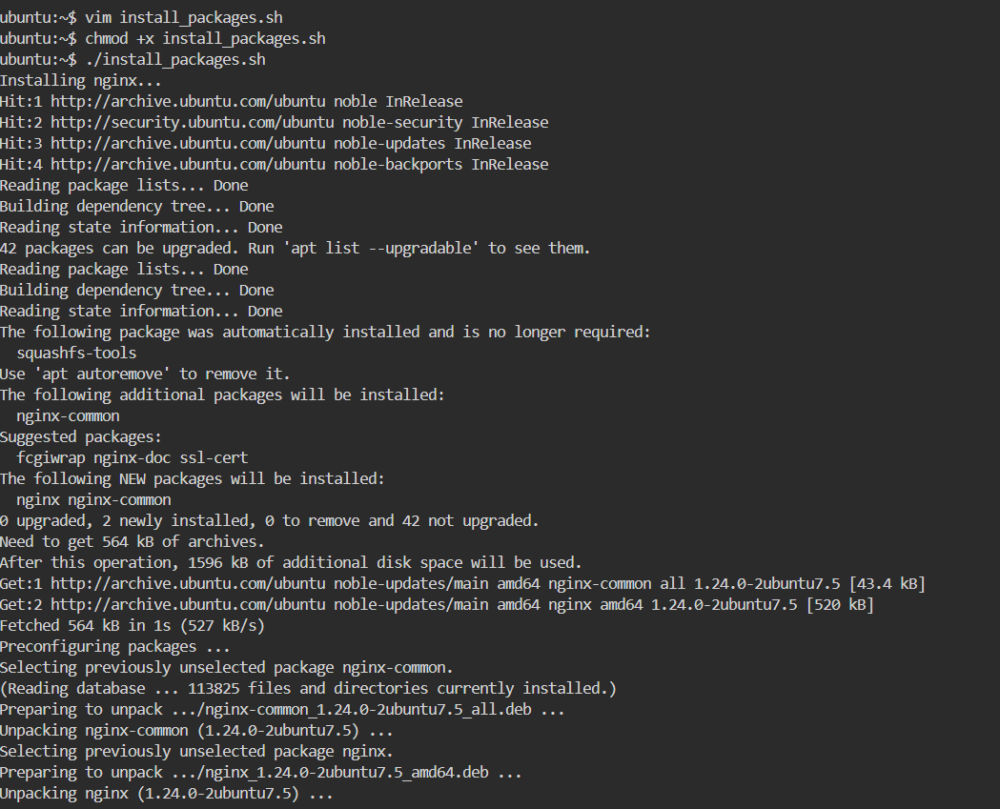 ubuntu:~$ vim install_packages.sh
ubuntu:~$ chmod +x install_packages.sh
ubuntu:~$ ./install_packages.sh
Installing nginx...
Hit:1 http://archive.ubuntu.com/ubuntu noble InRelease
Hit:2 http://security.ubuntu.com/ubuntu noble-security InRelease
Hit:3 http://archive.ubuntu.com/ubuntu noble-updates InRelease
Hit:4 http://archive.ubuntu.com/ubuntu noble-backports InRelease
Reading package lists... Done
Building dependency tree... Done
Reading state information... Done
42 packages can be upgraded. Run 'apt list --upgradable' to see them.
Reading package lists... Done
Building dependency tree... Done
Reading state information... Done
The following package was automatically installed and is no longer required:
  squashfs-tools
Use 'apt autoremove' to remove it.
The following additional packages will be installed:
  nginx-common
Suggested packages:
  fcgiwrap nginx-doc ssl-cert
The following NEW packages will be installed:
  nginx nginx-common
0 upgraded, 2 newly installed, 0 to remove and 42 not upgraded.
Need to get 564 kB of archives.
After this operation, 1596 kB of additional disk space will be used.
Get:1 http://archive.ubuntu.com/ubuntu noble-updates/main amd64 nginx-common all 1.24.0-2ubuntu7.5 [43.4 kB]
Get:2 http://archive.ubuntu.com/ubuntu noble-updates/main amd64 nginx amd64 1.24.0-2ubuntu7.5 [520 kB]
Fetched 564 kB in 1s (527 kB/s)
Preconfiguring packages ...
Selecting previously unselected package nginx-common.
(Reading database ... 113825 files and directories currently installed.)
Preparing to unpack .../nginx-common_1.24.0-2ubuntu7.5_all.deb ...
Unpacking nginx-common (1.24.0-2ubuntu7.5) ...
Selecting previously unselected package nginx.
Preparing to unpack .../nginx_1.24.0-2ubuntu7.5_amd64.deb ...
Unpacking nginx (1.24.0-2ubuntu7.5) ...